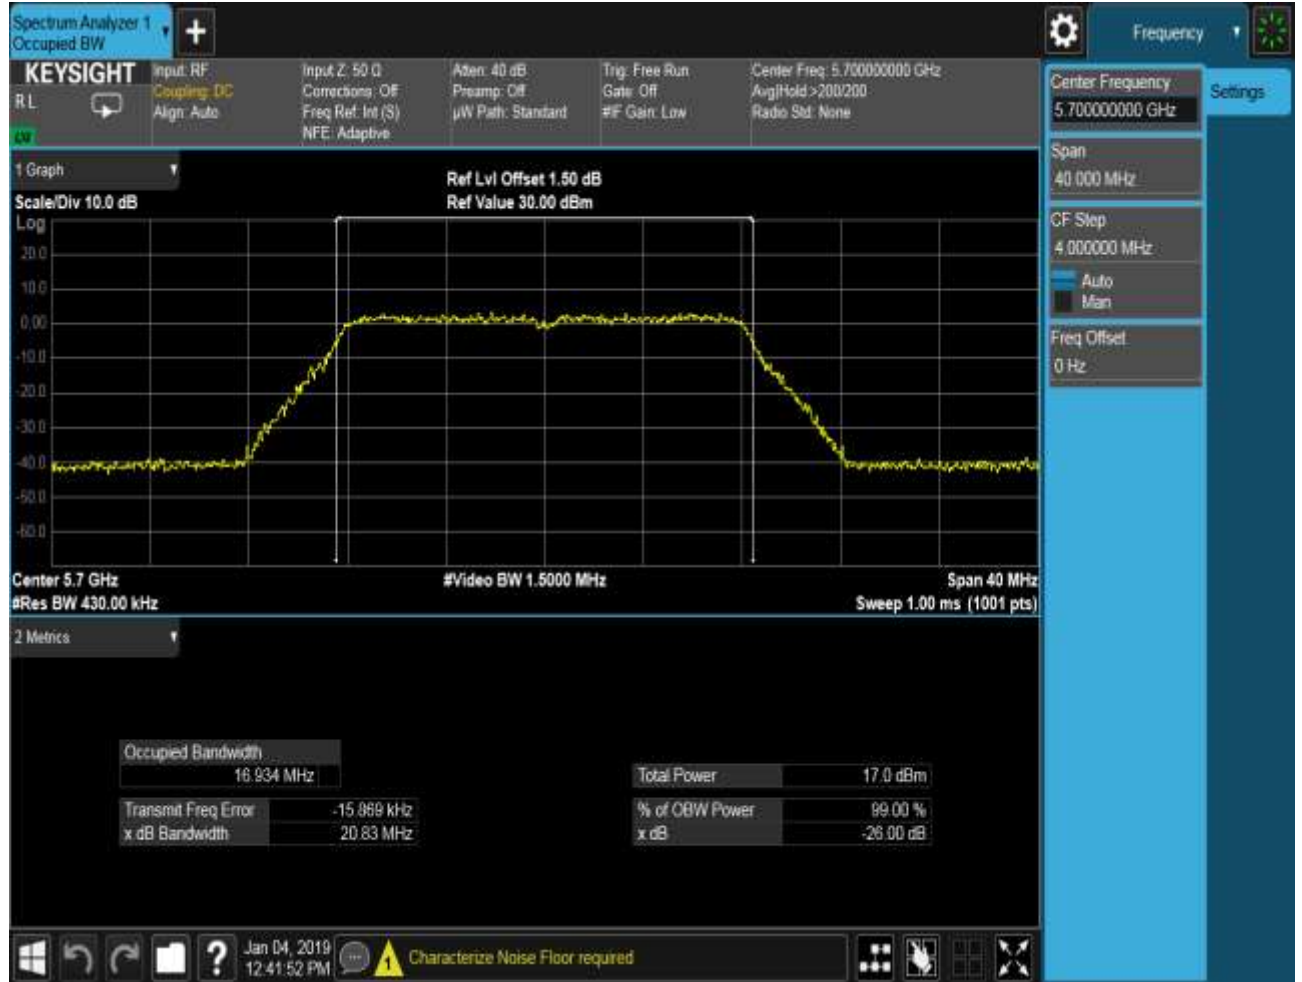 Spectrum Analyzer 1
Occupied BW
+
Frequency
KEYSIGHT
R L
Input: RF
Coupling: DC
Align: Auto
Input Z: 50 Ω
Corrections: Off
Freq Ref: Int (S)
NFE: Adaptive
Atten: 40 dB
Preamp: Off
µW Path: Standard
Trig: Free Run
Gate: Off
#IF Gain: Low
Center Freq: 5.700000000 GHz
Avg|Hold:>200/200
Radio Std: None
Center Frequency
5.700000000 GHz
Settings
Span
40.000 MHz
CF Step
4.000000 MHz
Auto
Man
Freq Offset
0 Hz
1 Graph
Scale/Div 10.0 dB
Ref Lvl Offset 1.50 dB
Ref Value 30.00 dBm
Log
20.0
10.0
0.00
-10.0
-20.0
-30.0
-40.0
-50.0
-60.0
Center 5.7 GHz
#Video BW 1.5000 MHz
Span 40 MHz
#Res BW 430.00 kHz
Sweep 1.00 ms (1001 pts)
2 Metrics
Occupied Bandwidth
16.934 MHz
Total Power 17.0 dBm
Transmit Freq Error -15.869 kHz
% of OBW Power 99.00 %
x dB Bandwidth 20.83 MHz
x dB -26.00 dB
?
Jan 04, 2019
12:41:52 PM
1
Characterize Noise Floor required